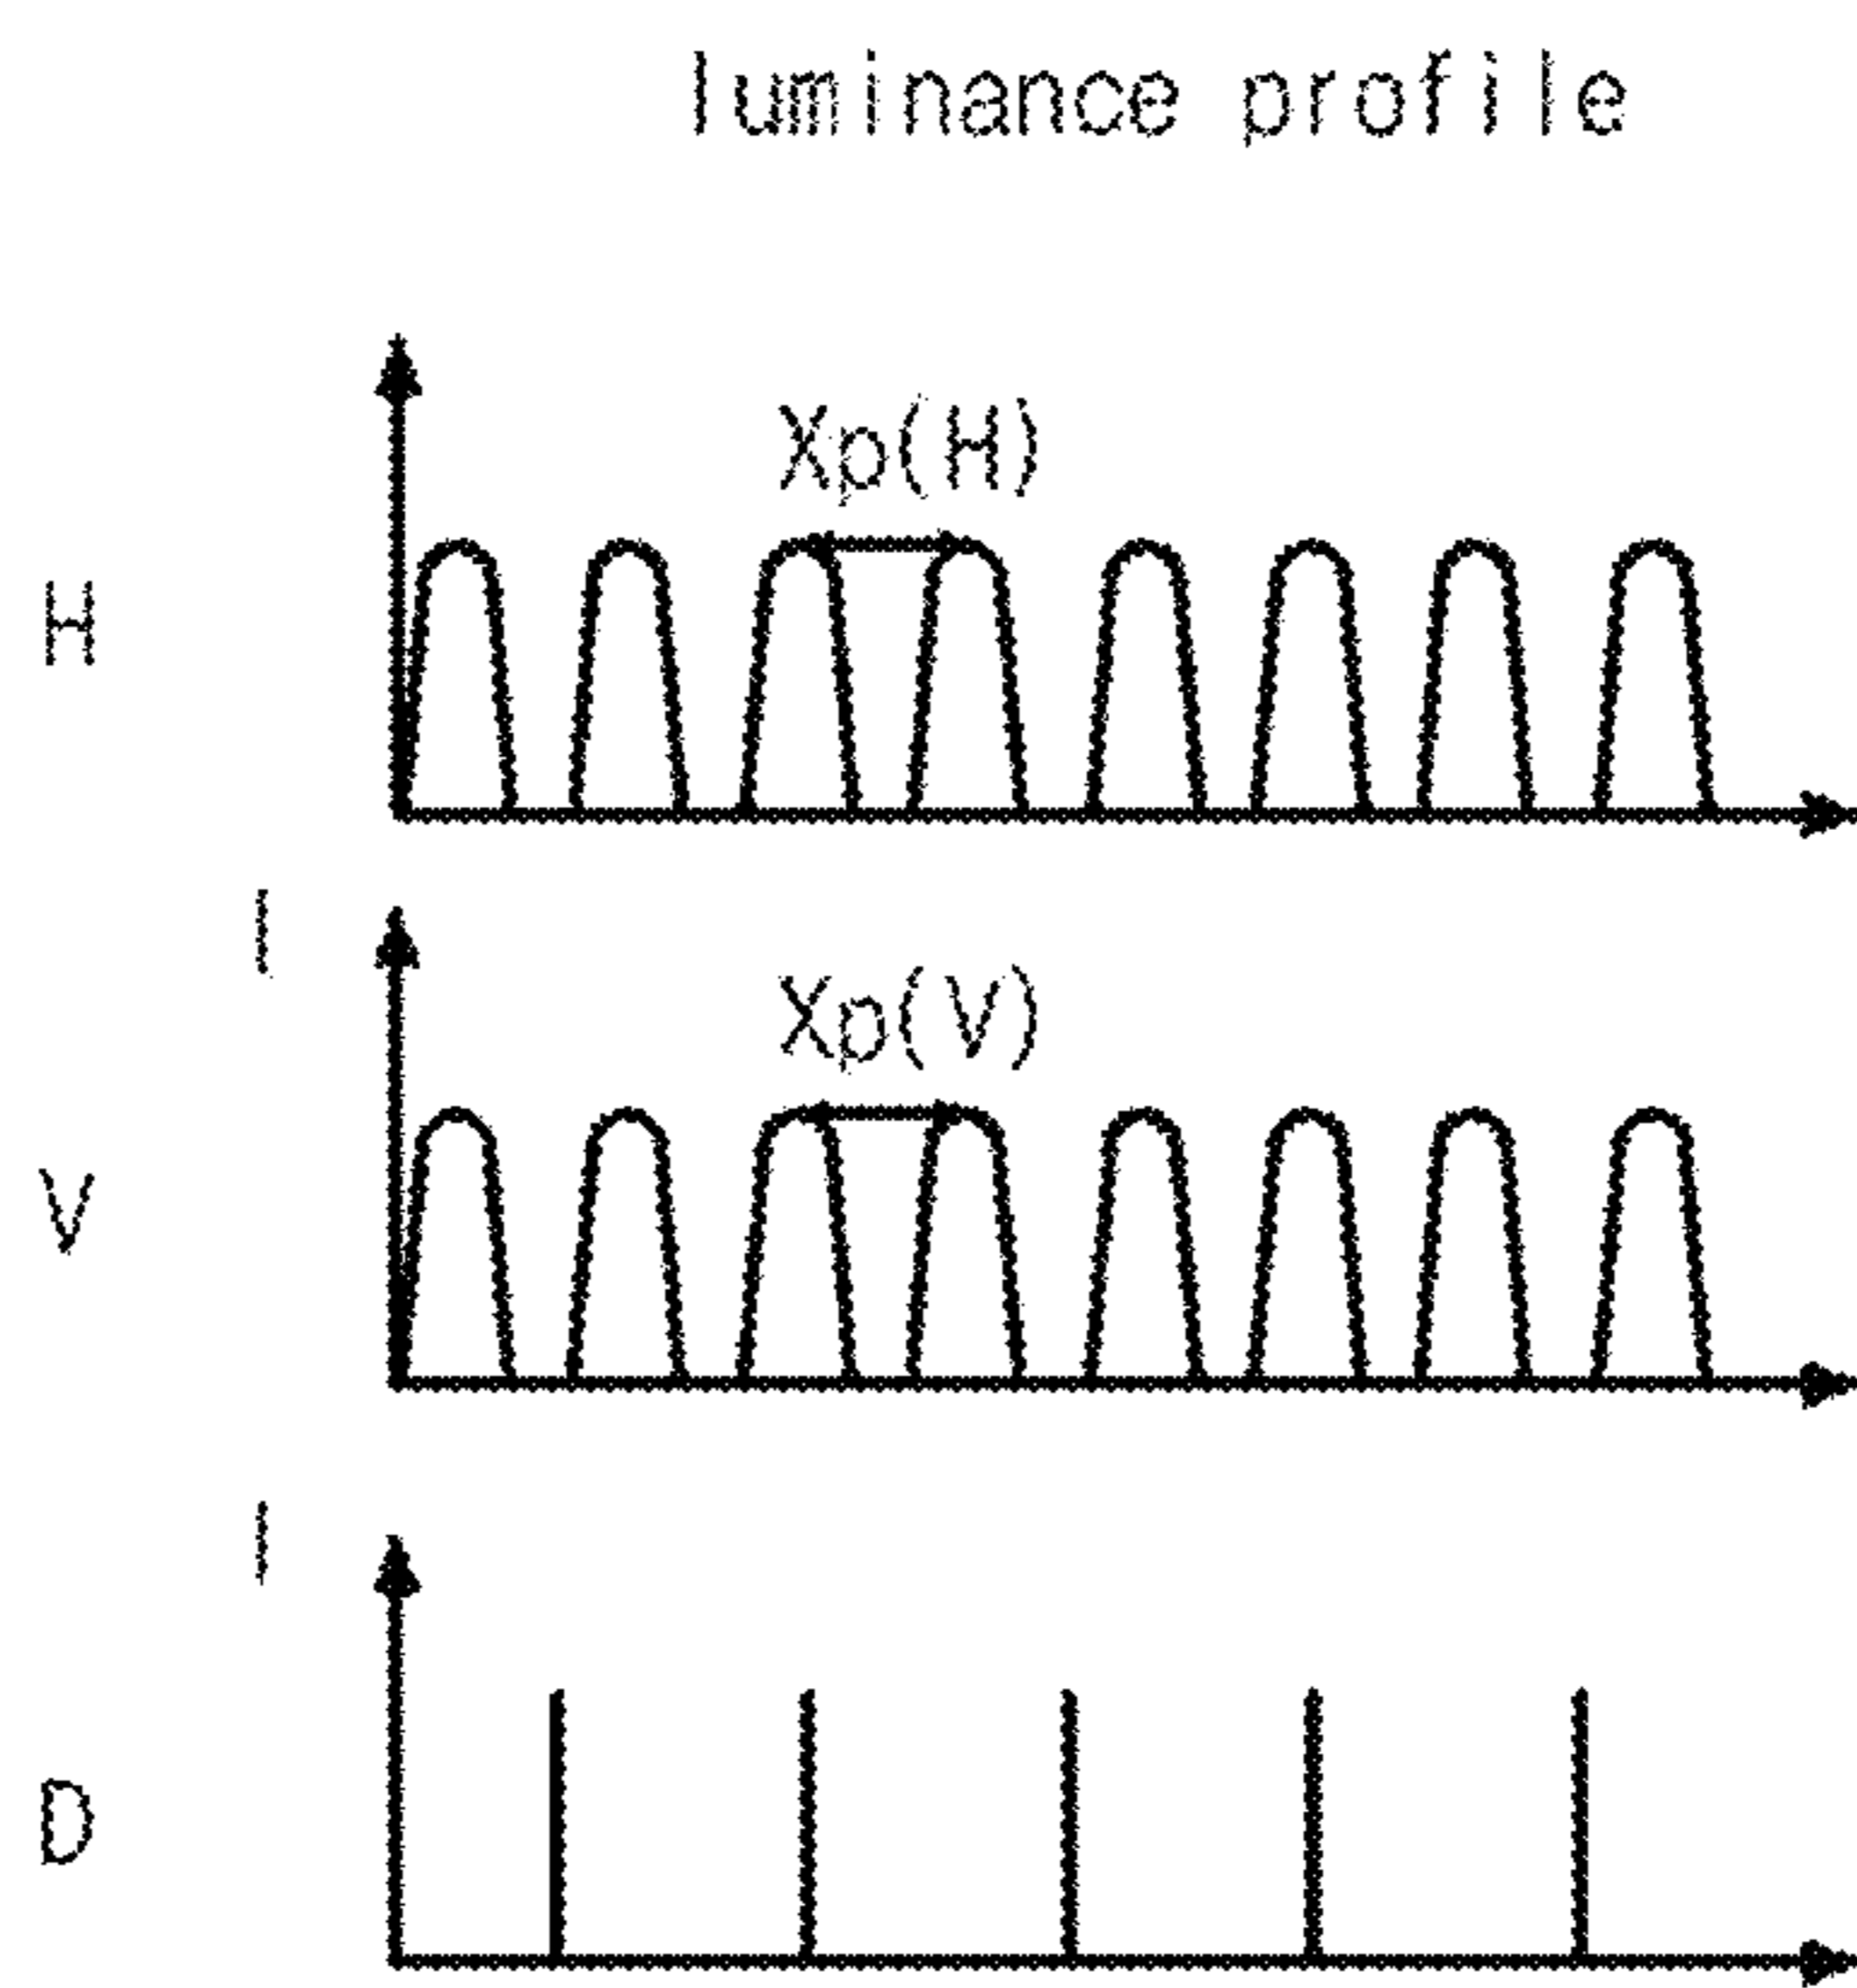 luminance profile
Xp(H)
H
I
Xp(V)
V
I
D